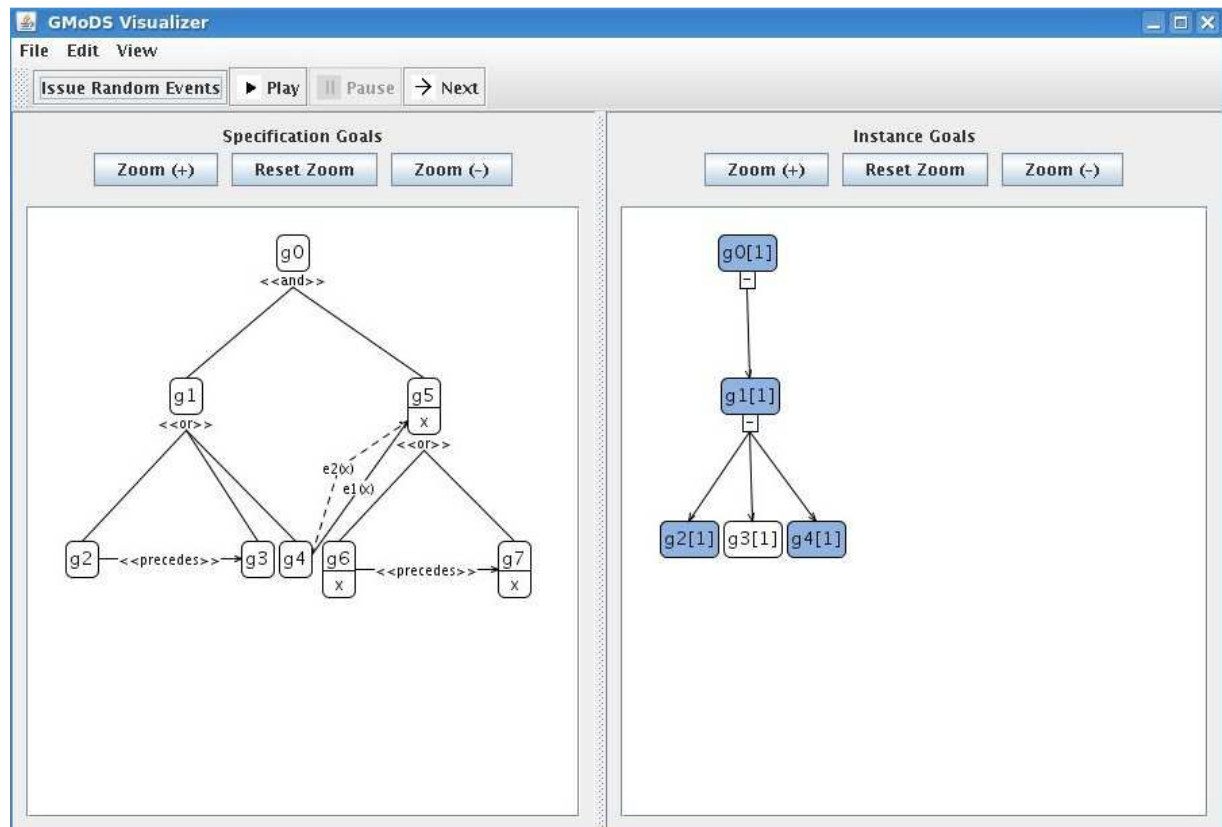 GMoDS Visualizer
File Edit View
Issue Random Events Play Pause Next
Specification Goals
Zoom (+) Reset Zoom Zoom (-)
g0
<<and>>
g1
<<or>>
g5
x
<<or>>
e2(x)
e1(x)
g2
<<precedes>>
g3
g4
g6
x
<<precedes>>
g7
x
Instance Goals
Zoom (+) Reset Zoom Zoom (-)
g0[1]
-
g1[1]
-
g2[1] g3[1] g4[1]